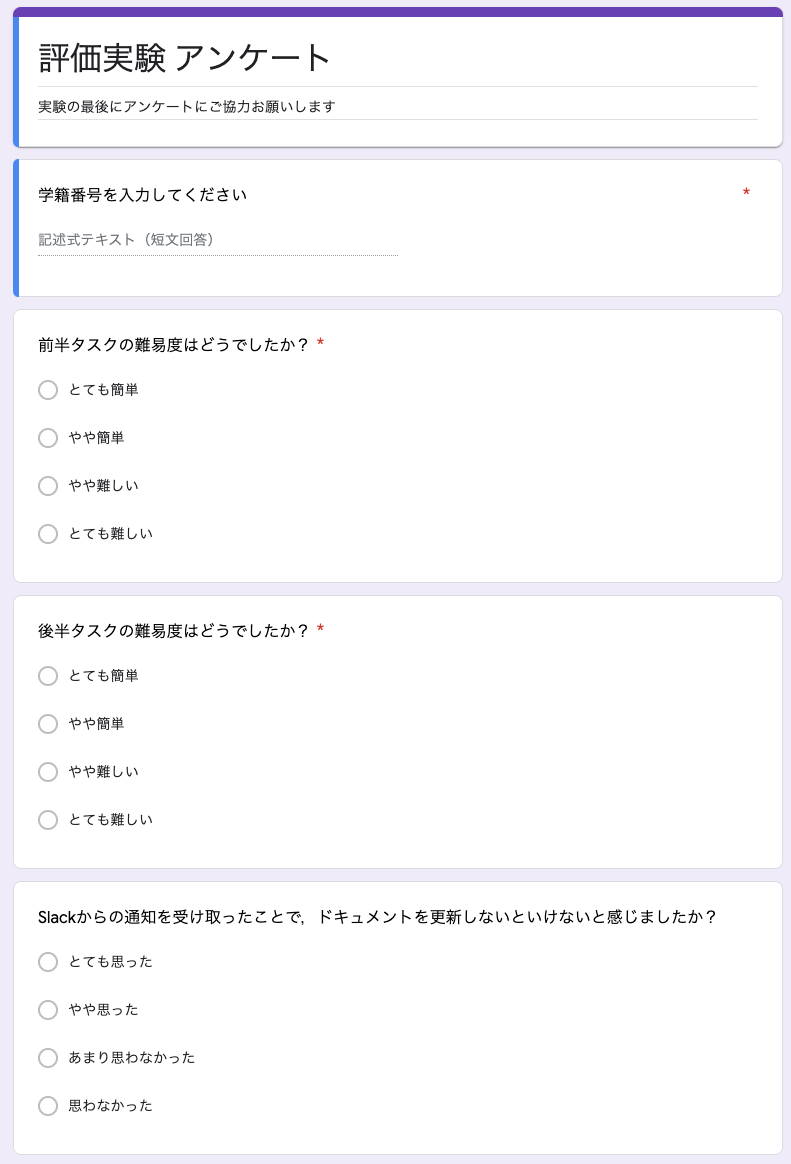 評価実験 アンケート
実験の最後にアンケートにご協力お願いします
学籍番号を入力してください *
記述式テキスト（短文回答）
前半タスクの難易度はどうでしたか？ *
とても簡単
やや簡単
やや難しい
とても難しい
後半タスクの難易度はどうでしたか？ *
とても簡単
やや簡単
やや難しい
とても難しい
Slackからの通知を受け取ったことで，ドキュメントを更新しないといけないと感じましたか？
とても思った
やや思った
あまり思わなかった
思わなかった